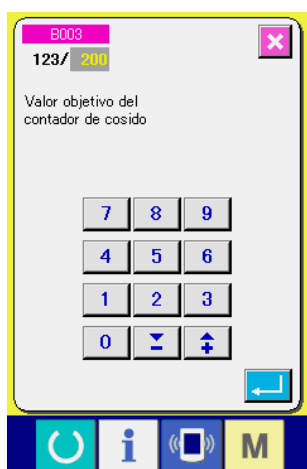 B003
123/ 200
Valor objetivo del
contador de cosido
7 8 9
4 5 6
1 2 3
0
i M